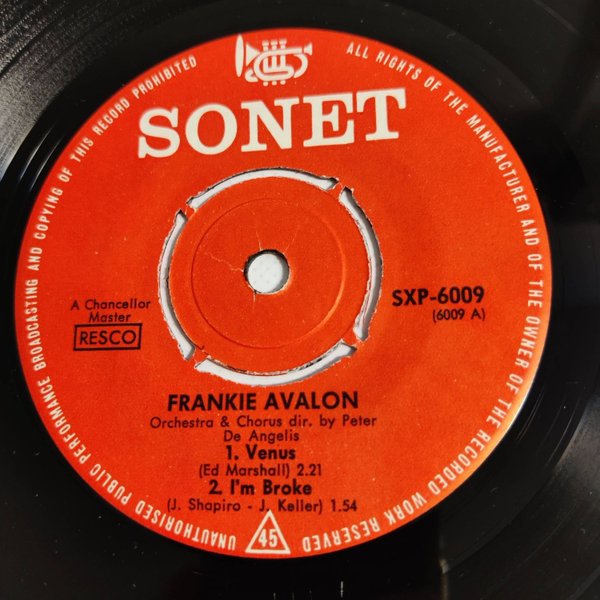 SONET
A Chancellor
Master
RESCO
SXP-6009
(6009 A)
FRANKIE AVALON
Orchestra & Chorus dir. by Peter
De Angelis
1. Venus
(Ed Marshall) 2.21
2. I'm Broke
(J. Shapiro - J. Keller) 1.54
45
ALL RIGHTS OF THE MANUFACTURER AND OF THE OWNER OF THE RECORDED WORK RESERVED
UNAUTHORISED PUBLIC PERFORMANCE BROADCASTING AND COPYING OF THIS RECORD PROHIBITED